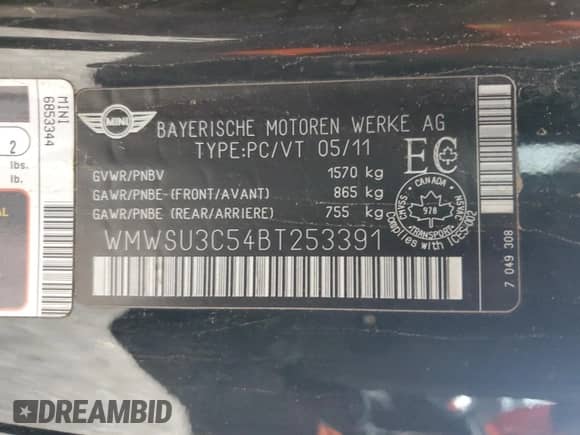 MINI
6853344
2
lbs.
lb.
MINI
BAYERISCHE MOTOREN WERKE AG
TYPE:PC/VT 05/11
EC
GVWR/PNBV 1570 kg
GAWR/PNBE-(FRONT/AVANT) 865 kg
GAWR/PNBE (REAR/ARRIERE) 755 kg
WMWSU3C54BT253391
CANADA
978
TRANSPORT
Complies with
7 049 308
DREAMBID